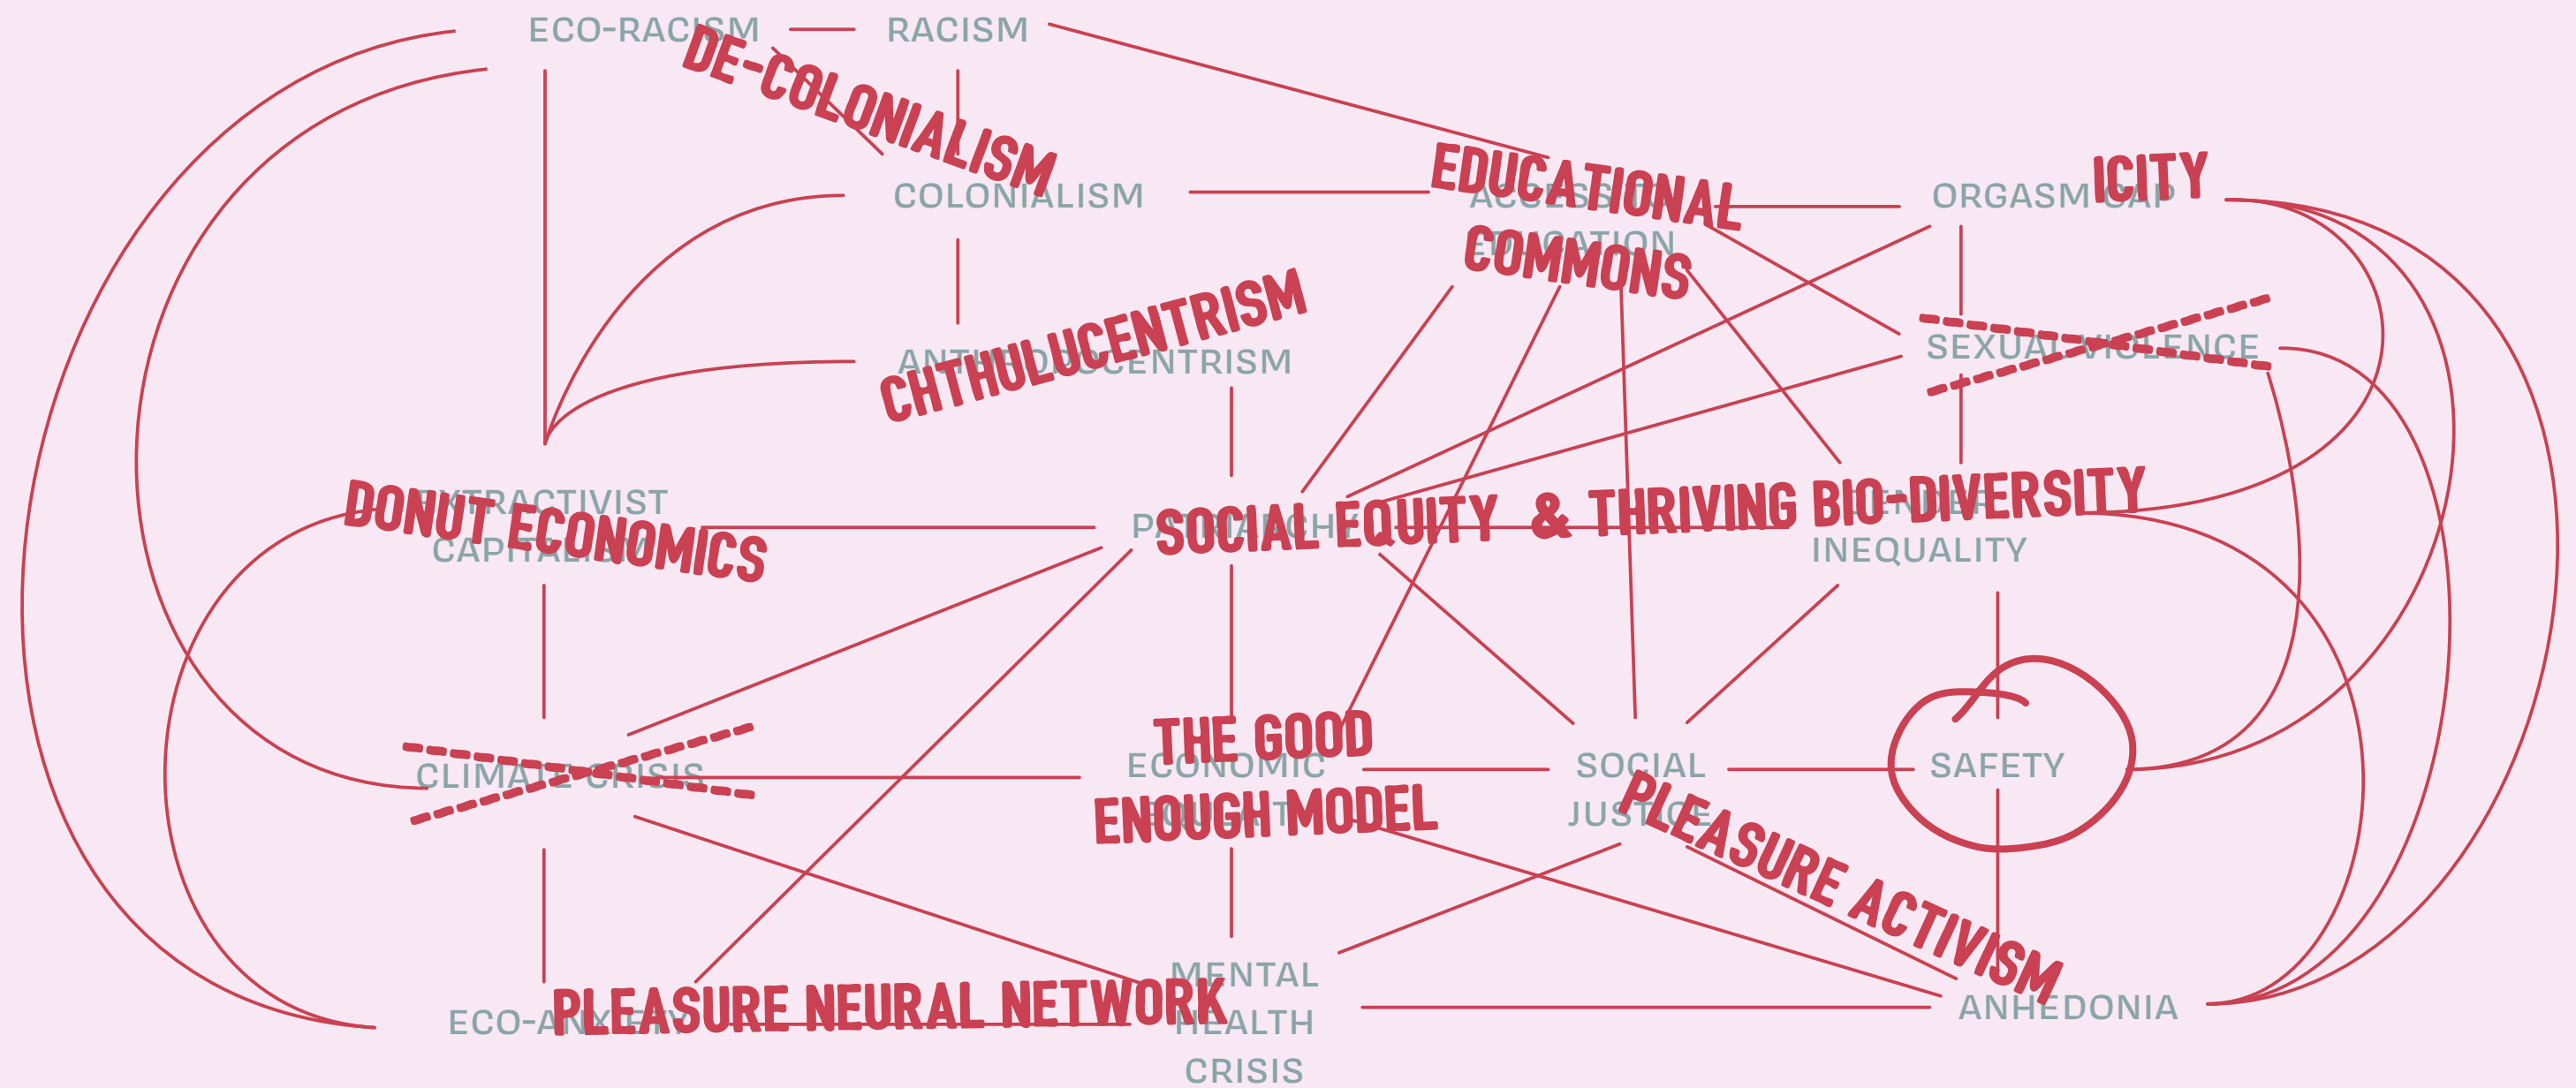 ECO-RACISM
RACISM
DE-COLONIALISM
COLONIALISM
EDUCATIONAL
ACCESS TO
EDUCATION
COMMONS
ORGASM GAP
ICITY
CHTHULUCENTRISM
ANTHROPOCENTRISM
SEXUAL VIOLENCE
EXTRACTIVIST
CAPITALISM
DONUT ECONOMICS
PATRIARCHY
SOCIAL EQUITY & THRIVING BIO-DIVERSITY
GENDER
INEQUALITY
CLIMATE CRISIS
THE GOOD
ECONOMIC
ENOUGH MODEL
SOCIAL
JUSTICE
SAFETY
PLEASURE ACTIVISM
ECO-ANXIETY
PLEASURE NEURAL NETWORK
MENTAL
HEALTH
CRISIS
ANHEDONIA